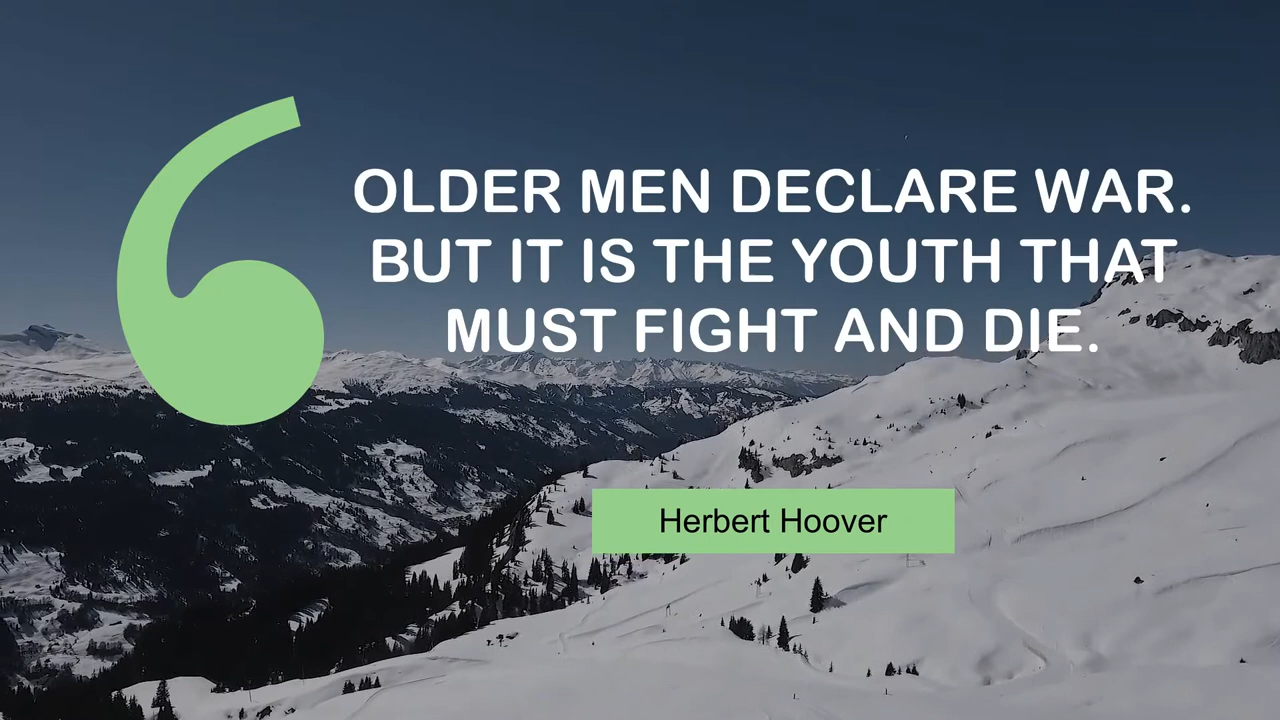 OLDER MEN DECLARE WAR.
BUT IT IS THE YOUTH THAT
MUST FIGHT AND DIE.
Herbert Hoover